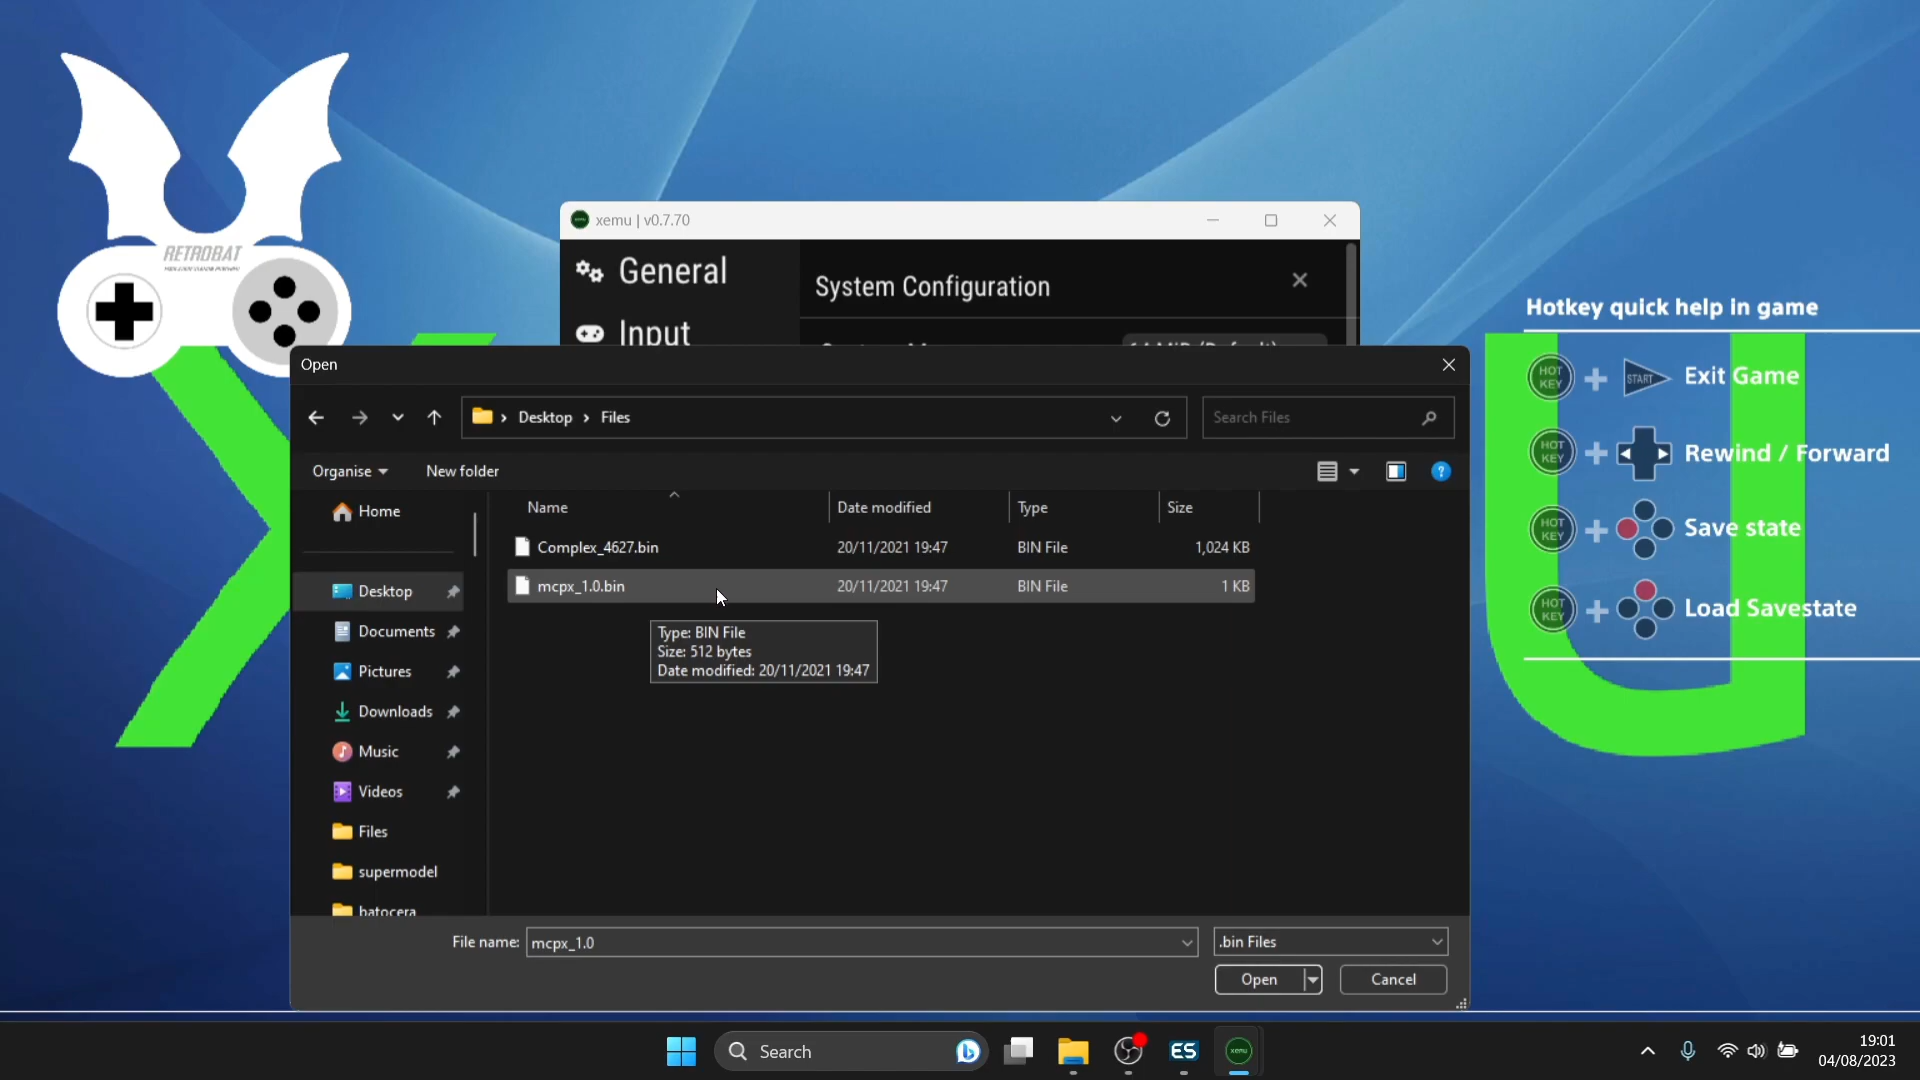 RETROBAT
xemu | v0.7.70
General
System Configuration
Input
Hotkey quick help in game
HOT KEY + START Exit Game
HOT KEY + Rewind / Forward
HOT KEY + Save state
HOT KEY + Load Savestate
Open
Desktop > Files
Search Files
Organise
New folder
Name Date modified Type Size
Complex_4627.bin 20/11/2021 19:47 BIN File 1,024 KB
mcpx_1.0.bin 20/11/2021 19:47 BIN File 1 KB
Type: BIN File
Size: 512 bytes
Date modified: 20/11/2021 19:47
Home
Desktop
Documents
Pictures
Downloads
Music
Videos
Files
supermodel
batocera
File name: mcpx_1.0
.bin Files
Open
Cancel
Search
ES
xemu
19:01
04/08/2023